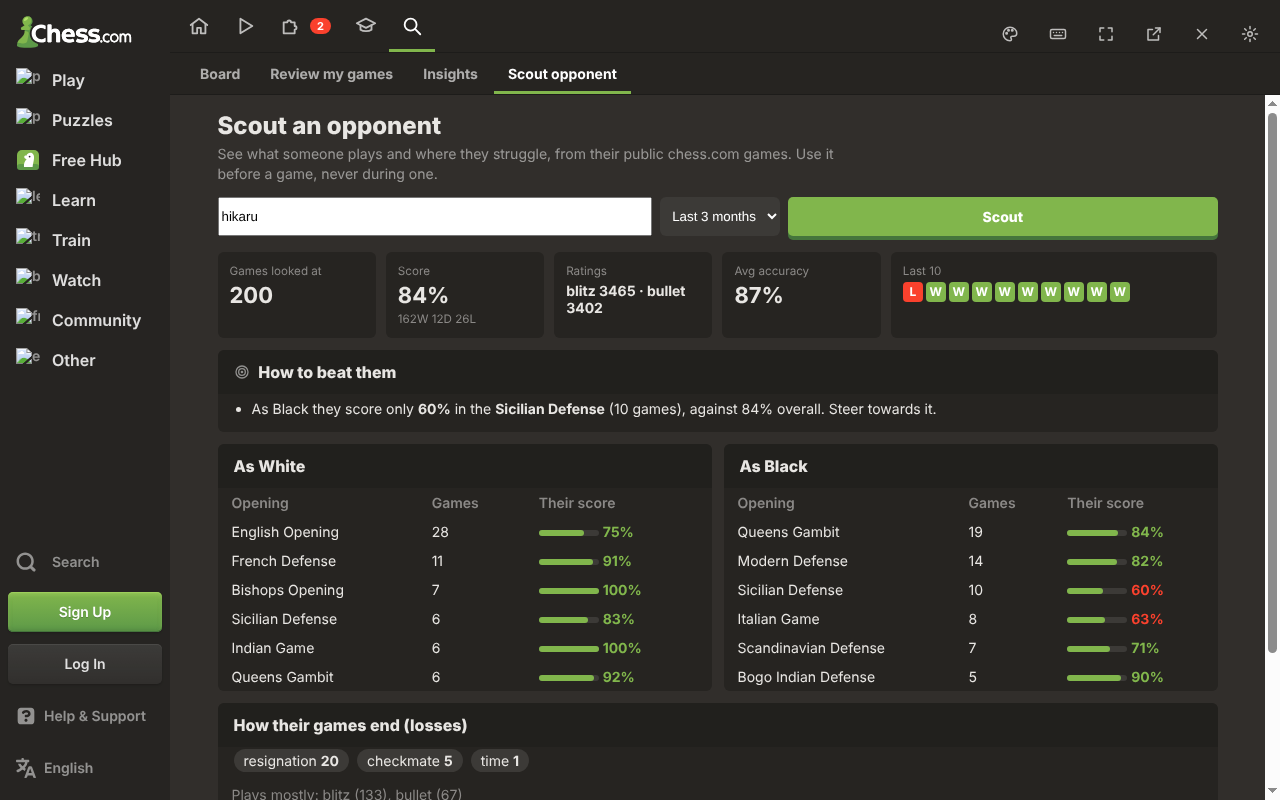 Chess.com
2
Play
Puzzles
Free Hub
Learn
Train
Watch
Community
Other
Search
Sign Up
Log In
Help & Support
English
Board Review my games Insights Scout opponent
Scout an opponent
See what someone plays and where they struggle, from their public chess.com games. Use it
before a game, never during one.
hikaru Last 3 months Scout
Games looked at
200
Score
84%
162W 12D 26L
Ratings
blitz 3465 · bullet
3402
Avg accuracy
87%
Last 10
L W W W W W W W W W
How to beat them
• As Black they score only 60% in the Sicilian Defense (10 games), against 84% overall. Steer towards it.
As White
Opening Games Their score
English Opening 28 75%
French Defense 11 91%
Bishops Opening 7 100%
Sicilian Defense 6 83%
Indian Game 6 100%
Queens Gambit 6 92%
As Black
Opening Games Their score
Queens Gambit 19 84%
Modern Defense 14 82%
Sicilian Defense 10 60%
Italian Game 8 63%
Scandinavian Defense 7 71%
Bogo Indian Defense 5 90%
How their games end (losses)
resignation 20 checkmate 5 time 1
Plays mostly: blitz (133), bullet (67)